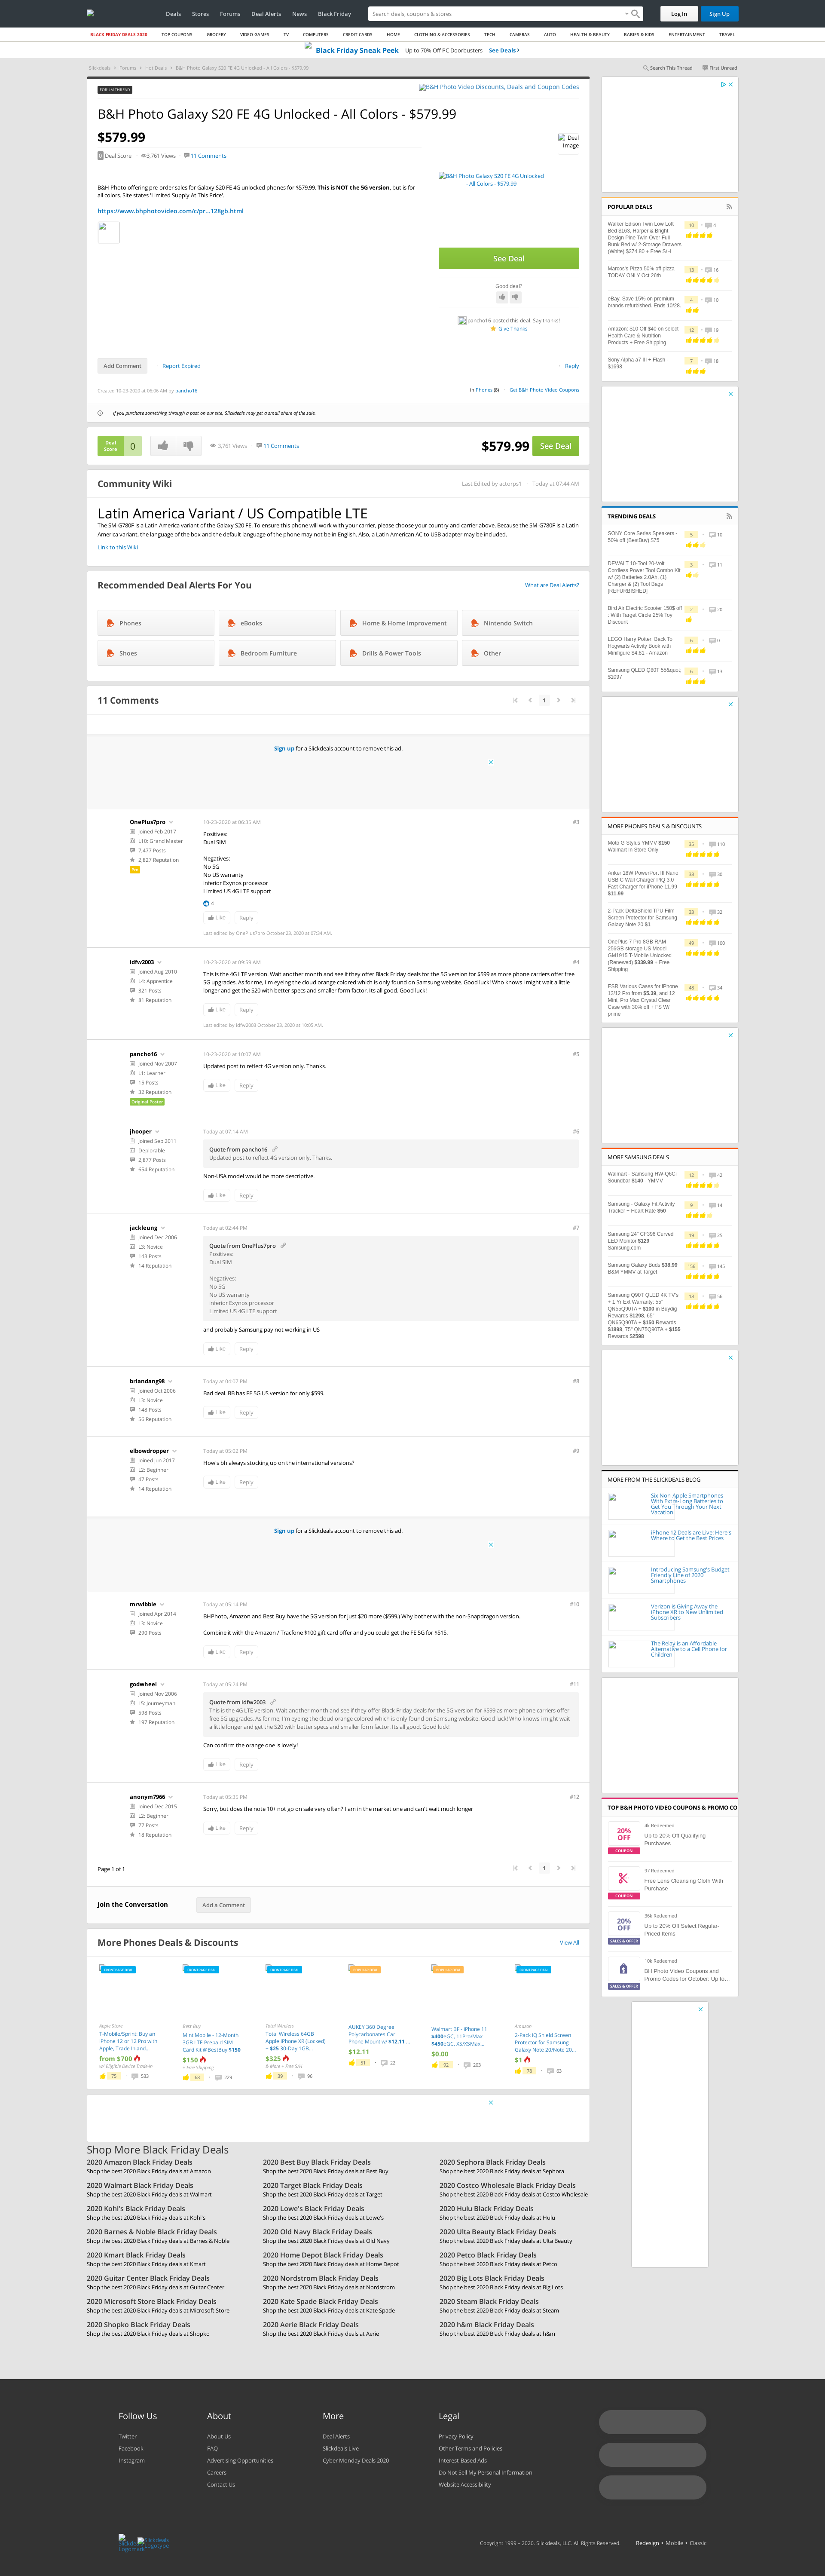 Deals Stores Forums Deal Alerts News Black Friday
Search deals, coupons & stores
Log In Sign Up
BLACK FRIDAY DEALS 2020 TOP COUPONS GROCERY VIDEO GAMES TV COMPUTERS CREDIT CARDS HOME CLOTHING & ACCESSORIES TECH CAMERAS AUTO HEALTH & BEAUTY BABIES & KIDS ENTERTAINMENT TRAVEL
Black Friday Sneak Peek Up to 70% Off PC Doorbusters See Deals
Slickdeals Forums Hot Deals B&H Photo Galaxy S20 FE 4G Unlocked - All Colors - $579.99
Search This Thread First Unread
FORUM THREAD
B&H Photo Video Discounts, Deals and Coupon Codes
B&H Photo Galaxy S20 FE 4G Unlocked - All Colors - $579.99
$579.99
Deal Image
0 Deal Score 3,761 Views 11 Comments
B&H Photo Galaxy S20 FE 4G Unlocked - All Colors - $579.99
B&H Photo offering pre-order sales for Galaxy S20 FE 4G unlocked phones for $579.99. This is NOT the 5G version, but is for
all colors. Site states 'Limited Supply At This Price'.
https://www.bhphotovideo.com/c/pr...128gb.html
See Deal
Good deal?
pancho16 posted this deal. Say thanks!
Give Thanks
Add Comment Report Expired Reply
Created 10-23-2020 at 06:06 AM by pancho16
in Phones (8) Get B&H Photo Video Coupons
If you purchase something through a post on our site, Slickdeals may get a small share of the sale.
Deal Score 0
3,761 Views 11 Comments
$579.99 See Deal
Community Wiki
Last Edited by actorps1 Today at 07:44 AM
Latin America Variant / US Compatible LTE
The SM-G780F is a Latin America variant of the Galaxy S20 FE. To ensure this phone will work with your carrier, please choose your country and carrier above. Because the SM-G780F is a Latin
America variant, the language of the box and the default language of the phone may not be in English. Also, a Latin American AC to USB adapter may be included.
Link to this Wiki
Recommended Deal Alerts For You
What are Deal Alerts?
Phones eBooks Home & Home Improvement Nintendo Switch
Shoes Bedroom Furniture Drills & Power Tools Other
11 Comments
1
Sign up for a Slickdeals account to remove this ad.
OnePlus7pro
Joined Feb 2017
L10: Grand Master
7,477 Posts
2,827 Reputation
Pro
10-23-2020 at 06:35 AM
#3
Positives:
Dual SIM
Negatives:
No 5G
No US warranty
inferior Exynos processor
Limited US 4G LTE support
4
Like Reply
Last edited by OnePlus7pro October 23, 2020 at 07:34 AM.
idfw2003
Joined Aug 2010
L4: Apprentice
321 Posts
81 Reputation
10-23-2020 at 09:59 AM
#4
This is the 4G LTE version. Wait another month and see if they offer Black Friday deals for the 5G version for $599 as more phone carriers offer free
5G upgrades. As for me, I'm eyeing the cloud orange colored which is only found on Samsung website. Good luck! Who knows i might wait a
little longer and get the S20 with better specs and smaller form factor. Its all good. Good luck!
Like Reply
Last edited by idfw2003 October 23, 2020 at 10:05 AM.
pancho16
Joined Nov 2007
L1: Learner
15 Posts
32 Reputation
Original Poster
10-23-2020 at 10:07 AM
#5
Updated post to reflect 4G version only. Thanks.
Like Reply
jhooper
Joined Sep 2011
Deplorable
2,877 Posts
654 Reputation
Today at 07:14 AM
#6
Quote from pancho16
Updated post to reflect 4G version only. Thanks.
Non-USA model would be more descriptive.
Like Reply
jackleung
Joined Dec 2006
L3: Novice
143 Posts
14 Reputation
Today at 02:44 PM
#7
Quote from OnePlus7pro
Positives:
Dual SIM
Negatives:
No 5G
No US warranty
inferior Exynos processor
Limited US 4G LTE support
and probably Samsung pay not working in US
Like Reply
briandang98
Joined Oct 2006
L3: Novice
148 Posts
56 Reputation
Today at 04:07 PM
#8
Bad deal. BB has FE 5G US version for only $599.
Like Reply
elbowdropper
Joined Jun 2017
L2: Beginner
47 Posts
14 Reputation
Today at 05:02 PM
#9
How's bh always stocking up on the international versions?
Like Reply
Sign up for a Slickdeals account to remove this ad.
mrwibble
Joined Apr 2014
L3: Novice
290 Posts
Today at 05:14 PM
#10
BHPhoto, Amazon and Best Buy have the 5G version for just $20 more ($599.) Why bother with the non-Snapdragon version.
Combine it with the Amazon / Tracfone $100 gift card offer and you could get the FE 5G for $515.
Like Reply
godwheel
Joined Nov 2006
L5: Journeyman
598 Posts
197 Reputation
Today at 05:24 PM
#11
Quote from idfw2003
This is the 4G LTE version. Wait another month and see if they offer Black Friday deals for the 5G version for $599 as more phone carriers offer
free 5G upgrades. As for me, I'm eyeing the cloud orange colored which is only found on Samsung website. Good luck! Who knows i might wait
a little longer and get the S20 with better specs and smaller form factor. Its all good. Good luck!
Can confirm the orange one is lovely!
Like Reply
anonym7966
Joined Dec 2015
L2: Beginner
77 Posts
18 Reputation
Today at 05:35 PM
#12
Sorry, but does the note 10+ not go on sale very often? I am in the market one and can't wait much longer
Like Reply
Page 1 of 1
1
Join the Conversation Add a Comment
More Phones Deals & Discounts
View All
FRONTPAGE DEAL
Apple Store
T-Mobile/Sprint: Buy an
iPhone 12 or 12 Pro with
Apple, Trade In and...
from $700
w/ Eligible Device Trade-In
75 533
FRONTPAGE DEAL
Best Buy
Mint Mobile - 12-Month
3GB LTE Prepaid SIM
Card Kit @BestBuy $150
$150
+ Free Shipping
68 229
FRONTPAGE DEAL
Total Wireless
Total Wireless 64GB
Apple iPhone XR (Locked)
+ $25 30-Day 1GB...
$325
& More + Free S/H
39 96
POPULAR DEAL
AUKEY 360 Degree
Polycarbonates Car
Phone Mount w/ $12.11 ...
$12.11
51 22
POPULAR DEAL
Walmart BF - iPhone 11
$400eGC, 11Pro/Max
$450eGC, XS/XSMax...
$0.00
92 203
FRONTPAGE DEAL
Amazon
2-Pack IQ Shield Screen
Protector for Samsung
Galaxy Note 20/Note 20...
$1
78 63
Shop More Black Friday Deals
2020 Amazon Black Friday Deals
Shop the best 2020 Black Friday deals at Amazon
2020 Best Buy Black Friday Deals
Shop the best 2020 Black Friday deals at Best Buy
2020 Sephora Black Friday Deals
Shop the best 2020 Black Friday deals at Sephora
2020 Walmart Black Friday Deals
Shop the best 2020 Black Friday deals at Walmart
2020 Target Black Friday Deals
Shop the best 2020 Black Friday deals at Target
2020 Costco Wholesale Black Friday Deals
Shop the best 2020 Black Friday deals at Costco Wholesale
2020 Kohl's Black Friday Deals
Shop the best 2020 Black Friday deals at Kohl's
2020 Lowe's Black Friday Deals
Shop the best 2020 Black Friday deals at Lowe's
2020 Hulu Black Friday Deals
Shop the best 2020 Black Friday deals at Hulu
2020 Barnes & Noble Black Friday Deals
Shop the best 2020 Black Friday deals at Barnes & Noble
2020 Old Navy Black Friday Deals
Shop the best 2020 Black Friday deals at Old Navy
2020 Ulta Beauty Black Friday Deals
Shop the best 2020 Black Friday deals at Ulta Beauty
2020 Kmart Black Friday Deals
Shop the best 2020 Black Friday deals at Kmart
2020 Home Depot Black Friday Deals
Shop the best 2020 Black Friday deals at Home Depot
2020 Petco Black Friday Deals
Shop the best 2020 Black Friday deals at Petco
2020 Guitar Center Black Friday Deals
Shop the best 2020 Black Friday deals at Guitar Center
2020 Nordstrom Black Friday Deals
Shop the best 2020 Black Friday deals at Nordstrom
2020 Big Lots Black Friday Deals
Shop the best 2020 Black Friday deals at Big Lots
2020 Microsoft Store Black Friday Deals
Shop the best 2020 Black Friday deals at Microsoft Store
2020 Kate Spade Black Friday Deals
Shop the best 2020 Black Friday deals at Kate Spade
2020 Steam Black Friday Deals
Shop the best 2020 Black Friday deals at Steam
2020 Shopko Black Friday Deals
Shop the best 2020 Black Friday deals at Shopko
2020 Aerie Black Friday Deals
Shop the best 2020 Black Friday deals at Aerie
2020 h&m Black Friday Deals
Shop the best 2020 Black Friday deals at h&m
POPULAR DEALS
Walker Edison Twin Low Loft
Bed $163, Harper & Bright
Design Pine Twin Over Full
Bunk Bed w/ 2-Storage Drawers
(White) $374.80 + Free S/H
10 4
Marcos's Pizza 50% off pizza
TODAY ONLY Oct 26th
13 16
eBay. Save 15% on premium
brands refurbished. Ends 10/28.
4 10
Amazon: $10 Off $40 on select
Health Care & Nutrition
Products + Free Shipping
12 19
Sony Alpha a7 III + Flash -
$1698
7 18
TRENDING DEALS
SONY Core Series Speakers -
50% off (BestBuy) $75
5 10
DEWALT 10-Tool 20-Volt
Cordless Power Tool Combo Kit
w/ (2) Batteries 2.0Ah, (1)
Charger & (2) Tool Bags
[REFURBISHED]
3 11
Bird Air Electric Scooter 150$ off
: With Target Circle 25% Toy
Discount
2 20
LEGO Harry Potter: Back To
Hogwarts Activity Book with
Minifigure $4.81 - Amazon
6 0
Samsung QLED Q90T 55&quot;
$1097
6 13
MORE PHONES DEALS & DISCOUNTS
Moto G Stylus YMMV $150
Walmart In Store Only
35 110
Anker 18W PowerPort III Nano
USB C Wall Charger PIQ 3.0
Fast Charger for iPhone 11 99
$11.99
38 30
2-Pack DeltaShield TPU Film
Screen Protector for Samsung
Galaxy Note 20 $1
33 32
OnePlus 7 Pro 8GB RAM
256GB storage US Model
GM1915 T-Mobile Unlocked
(Renewed) $339.99 + Free
Shipping
49 100
ESR Various Cases for iPhone
12/12 Pro from $5.39, and 12
Mini, Pro Max Crystal Clear
Case with 30% off + FS W/
prime
48 34
MORE SAMSUNG DEALS
Walmart - Samsung HW-Q6CT
Soundbar $140 - YMMV
12 42
Samsung - Galaxy Fit Activity
Tracker + Heart Rate $50
9 14
Samsung 24" CF396 Curved
LED Monitor $129
Samsung.com
19 25
Samsung Galaxy Buds $38.99
B&M YMMV at Target
156 145
Samsung Q90T QLED 4K TV's
+ 1 Yr Ext Warranty: 55"
QN55Q90TA + $100 in Buydig
Rewards $1298, 65"
QN65Q90TA + $150 Rewards
$1698, 75" QN75Q90TA + $155
Rewards $2598
18 56
MORE FROM THE SLICKDEALS BLOG
Six Non-Apple Smartphones
With Extra-Long Batteries to
Get You Through Your Next
Vacation
iPhone 12 Deals are Live: Here's
Where to Get the Best Prices
Introducing Samsung's Budget-
Friendly Line of 2020
Smartphones
Verizon is Giving Away the
iPhone XR to New Unlimited
Subscribers
The Relay is an Affordable
Alternative to a Cell Phone for
Children
TOP B&H PHOTO VIDEO COUPONS & PROMO CO
20% OFF COUPON
4k Redeemed
Up to 20% Off Qualifying
Purchases
COUPON
97 Redeemed
Free Lens Cleansing Cloth With
Purchase
20% OFF SALES & OFFER
36k Redeemed
Up to 20% Off Select Regular-
Priced Items
SALES & OFFER
10k Redeemed
BH Photo Video Coupons and
Promo Codes for October: Up to...
Follow Us About More Legal
Twitter About Us Deal Alerts Privacy Policy
Facebook FAQ Slickdeals Live Other Terms and Policies
Instagram Advertising Opportunities Cyber Monday Deals 2020 Interest-Based Ads
Careers Do Not Sell My Personal Information
Contact Us Website Accessibility
Slickdeals Logomark Slickdeals Logotype
Copyright 1999 – 2020. Slickdeals, LLC. All Rights Reserved. Redesign • Mobile • Classic